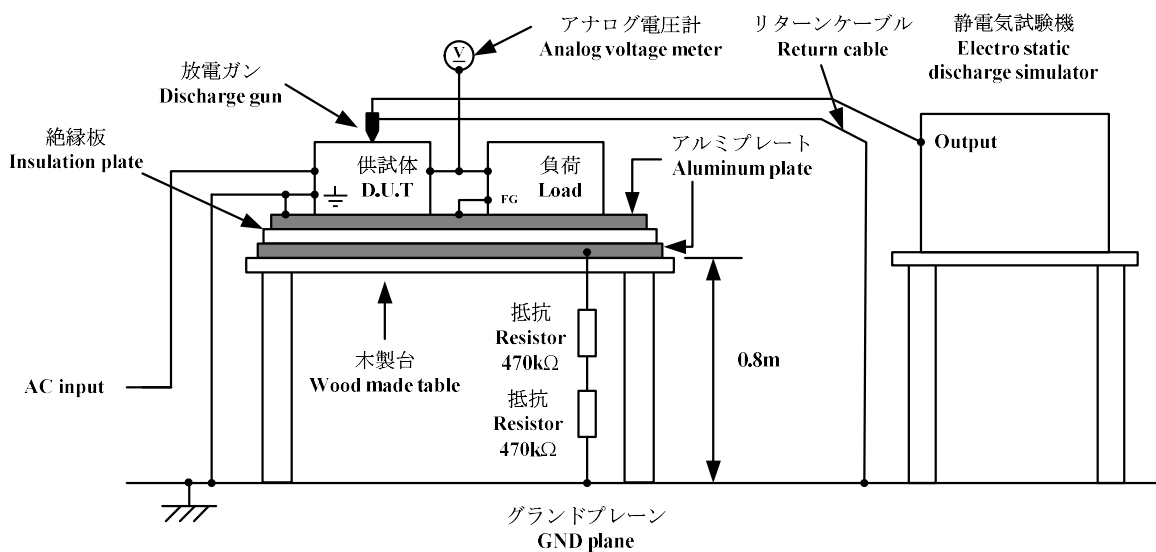 アナログ電圧計
Analog voltage meter
リターンケーブル
Return cable
静電気試験機
Electro static
discharge simulator
V
放電ガン
Discharge gun
絶縁板
Insulation plate
供試体
D.U.T
負荷
Load
FG
アルミプレート
Aluminum plate
Output
抵抗
Resistor
470kΩ
木製台
Wood made table
0.8m
AC input
抵抗
Resistor
470kΩ
グランドプレーン
GND plane